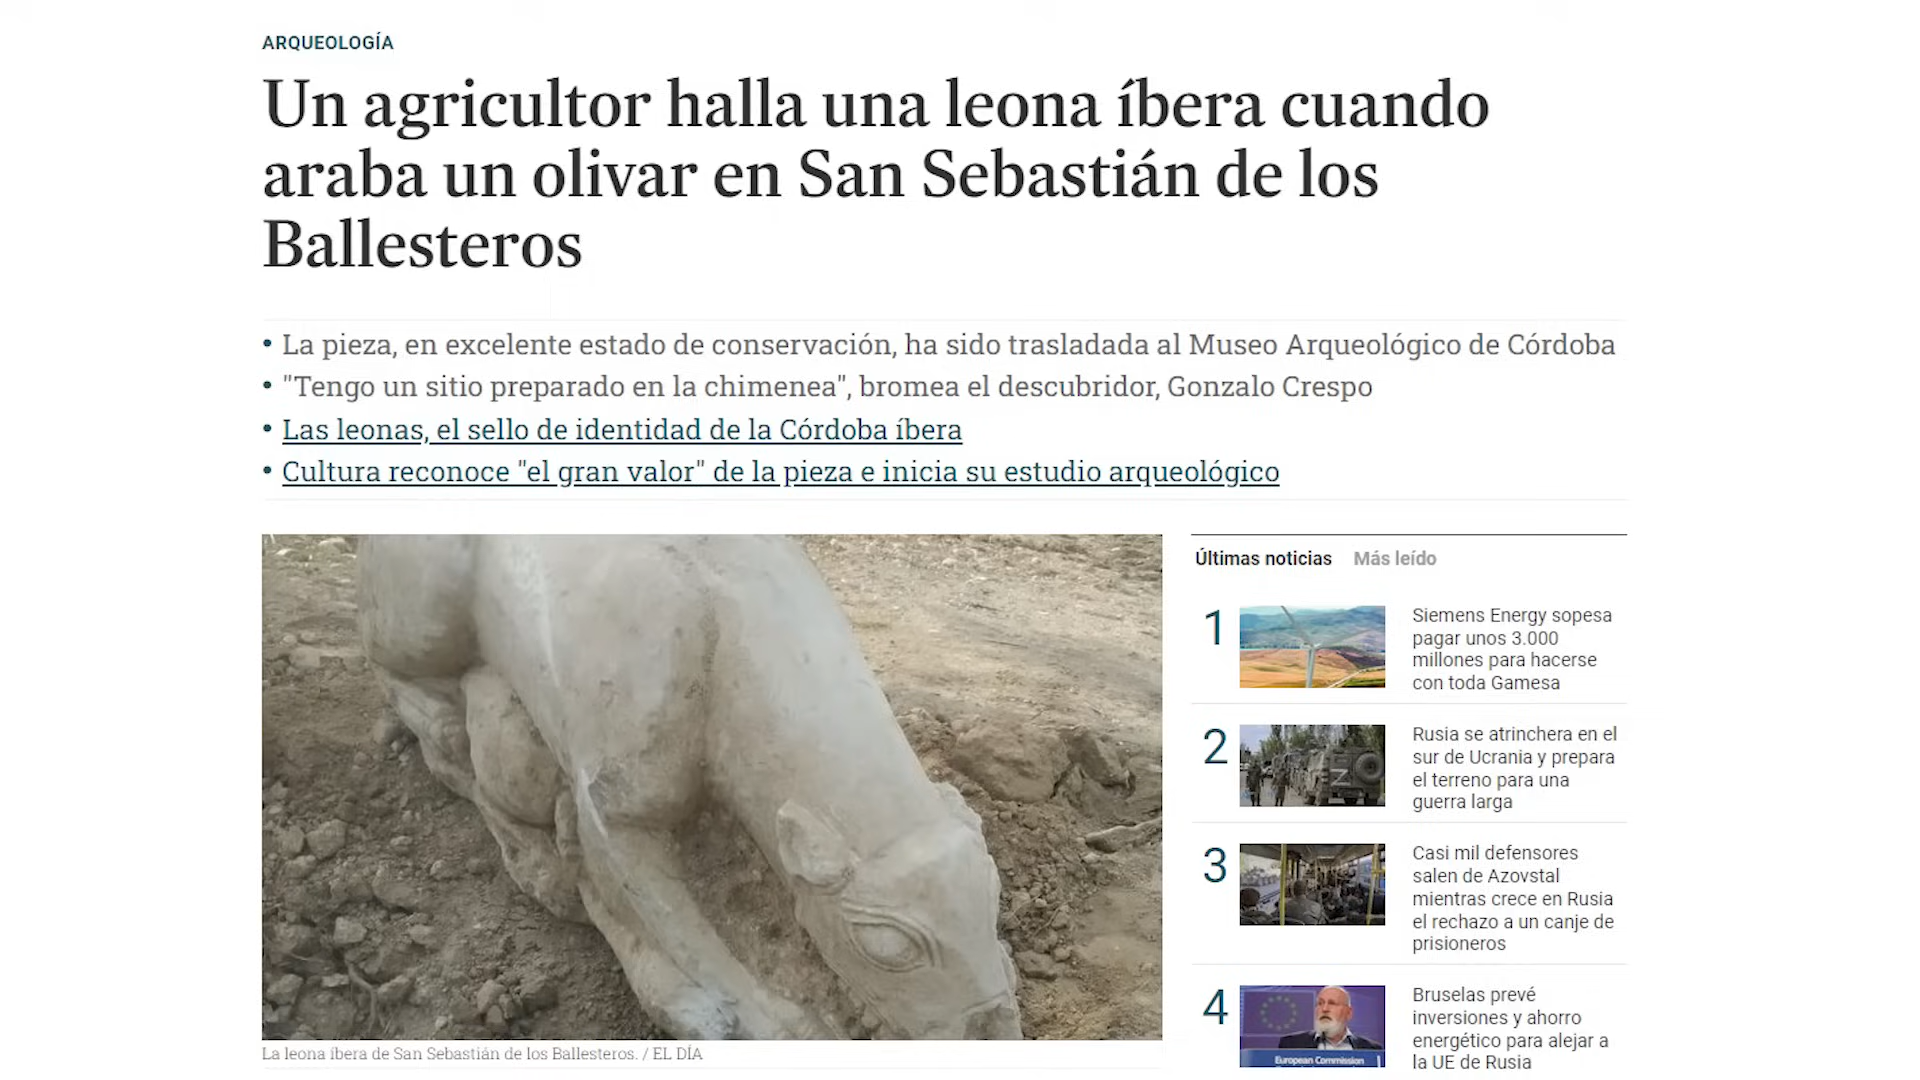 ARQUEOLOGÍA
Un agricultor halla una leona íbera cuando
araba un olivar en San Sebastián de los
Ballesteros
• La pieza, en excelente estado de conservación, ha sido trasladada al Museo Arqueológico de Córdoba
• "Tengo un sitio preparado en la chimenea", bromea el descubridor, Gonzalo Crespo
• Las leonas, el sello de identidad de la Córdoba íbera
• Cultura reconoce "el gran valor" de la pieza e inicia su estudio arqueológico
La leona íbera de San Sebastián de los Ballesteros. / EL DÍA
Últimas noticias Más leído
1
Siemens Energy sopesa
pagar unos 3.000
millones para hacerse
con toda Gamesa
2
Z
Rusia se atrinchera en el
sur de Ucrania y prepara
el terreno para una
guerra larga
3
Casi mil defensores
salen de Azovstal
mientras crece en Rusia
el rechazo a un canje de
prisioneros
4
European Commission
Bruselas prevé
inversiones y ahorro
energético para alejar a
la UE de Rusia